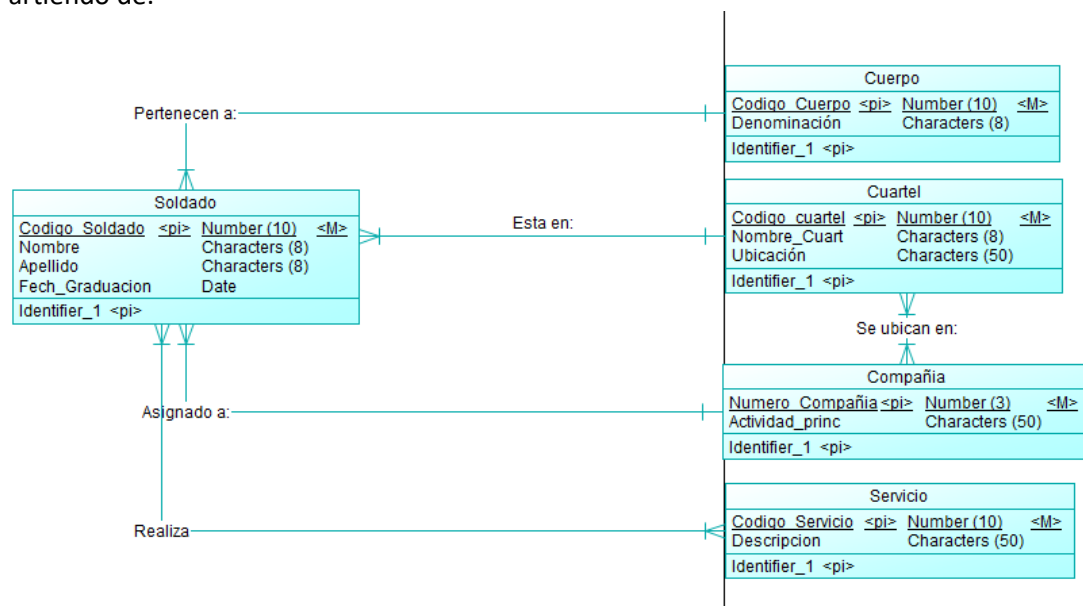 artiendo de:
Cuerpo
Codigo_Cuerpo <pi> Number (10) <M>
Denominación Characters (8)
Identifier_1 <pi>
Pertenecen a:
Soldado
Codigo_Soldado <pi> Number (10) <M>
Nombre Characters (8)
Apellido Characters (8)
Fech_Graduacion Date
Identifier_1 <pi>
Esta en:
Cuartel
Codigo_cuartel <pi> Number (10) <M>
Nombre_Cuart Characters (8)
Ubicación Characters (50)
Identifier_1 <pi>
Se ubican en:
Compañia
Numero_Compañia <pi> Number (3) <M>
Actividad_princ Characters (50)
Identifier_1 <pi>
Asignado a:
Servicio
Codigo_Servicio <pi> Number (10) <M>
Descripcion Characters (50)
Identifier_1 <pi>
Realiza